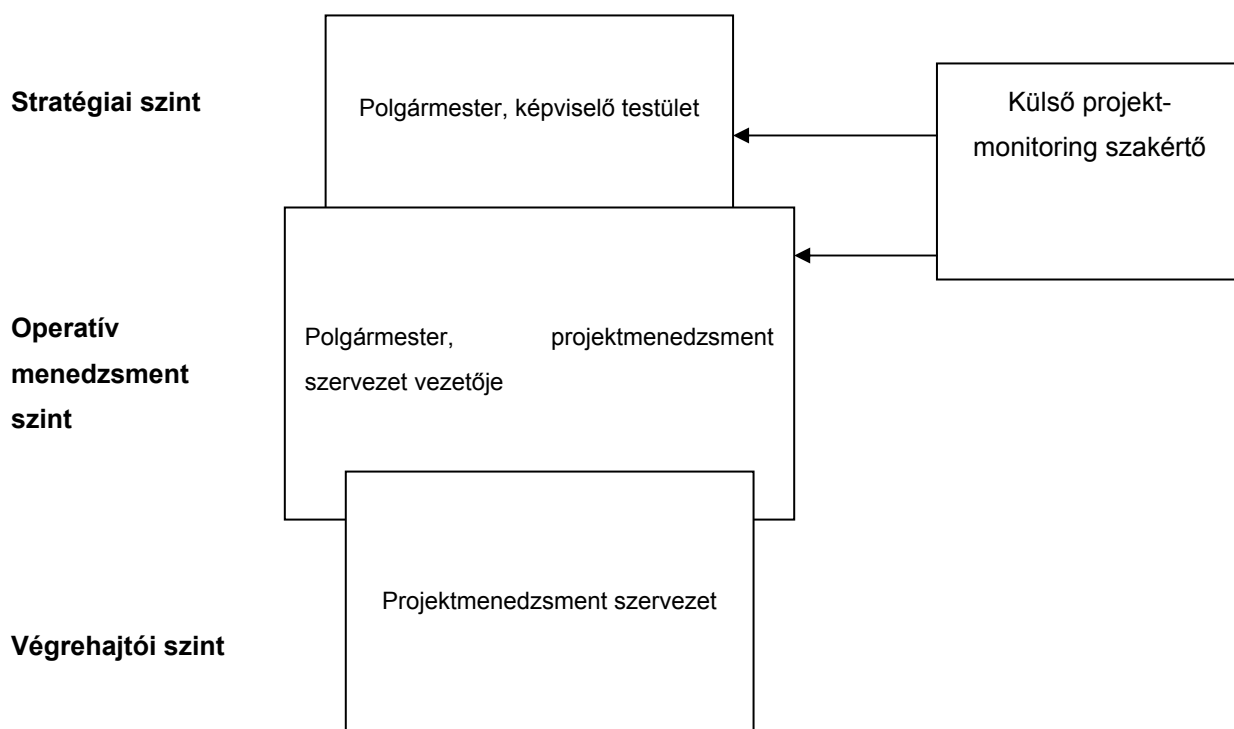 Stratégiai szint
Polgármester, képviselő testület
Külső projekt-
monitoring szakértő
Operatív
menedzsment
szint
Polgármester, projektmenedzsment
szervezet vezetője
Projektmenedzsment szervezet
Végrehajtói szint